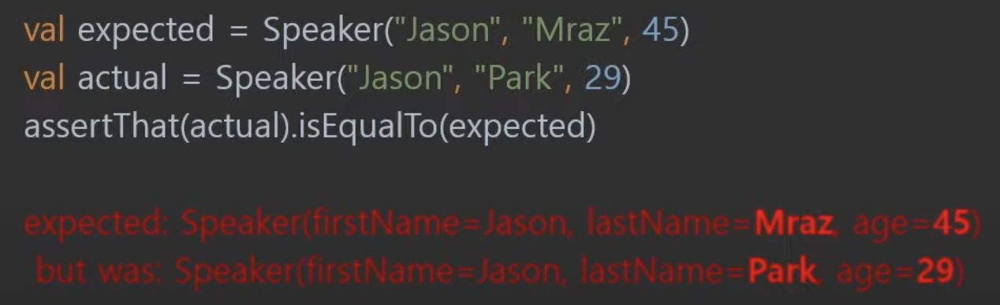 val expected = Speaker("Jason", "Mraz", 45)
val actual = Speaker("Jason", "Park", 29)
assertThat(actual).isEqualTo(expected)
expected: Speaker(firstName=Jason, lastName=Mraz, age=45)
but was: Speaker(firstName=Jason, lastName=Park, age=29)